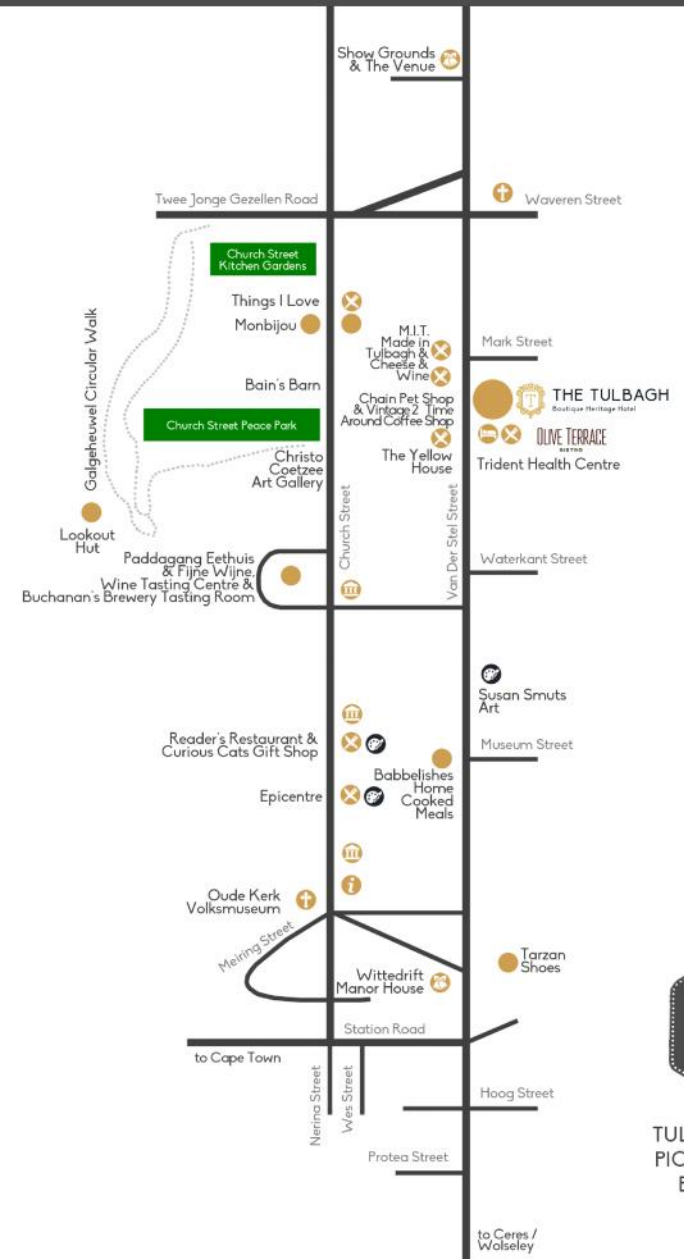 Show Grounds
& The Venue
Twee Jonge Gezellen Road
Waveren Street
Church Street
Kitchen Gardens
Things I Love
Monbijou
M.I.T.
Made in
Tulbagh &
Cheese &
Wine
Mark Street
Galgeheuwel Circular Walk
Bain's Barn
Chain Pet Shop
& Vintage 2 Time
Around Coffee Shop
T
THE TULBAGH
Boutique Heritage Hotel
Church Street Peace Park
OLIVE TERRACE
BISTRO
The Yellow
House
Trident Health Centre
Christo
Coetzee
Art Gallery
Church Street
Van Der Stel Street
Lookout
Hut
Paddagang Eethuis
& Fijne Wijne,
Wine Tasting Centre &
Buchanan's Brewery Tasting Room
Waterkant Street
Susan Smuts
Art
Reader's Restaurant &
Curious Cats Gift Shop
Museum Street
Babbelishes
Home
Cooked
Meals
Epicentre
i
Oude Kerk
Volksmuseum
Meiring Street
Wittedrift
Manor House
Tarzan
Shoes
Station Road
to Cape Town
Nerina Street
Wes Street
Hoog Street
Protea Street
TUL
PIC
E
to Ceres /
Wolseley